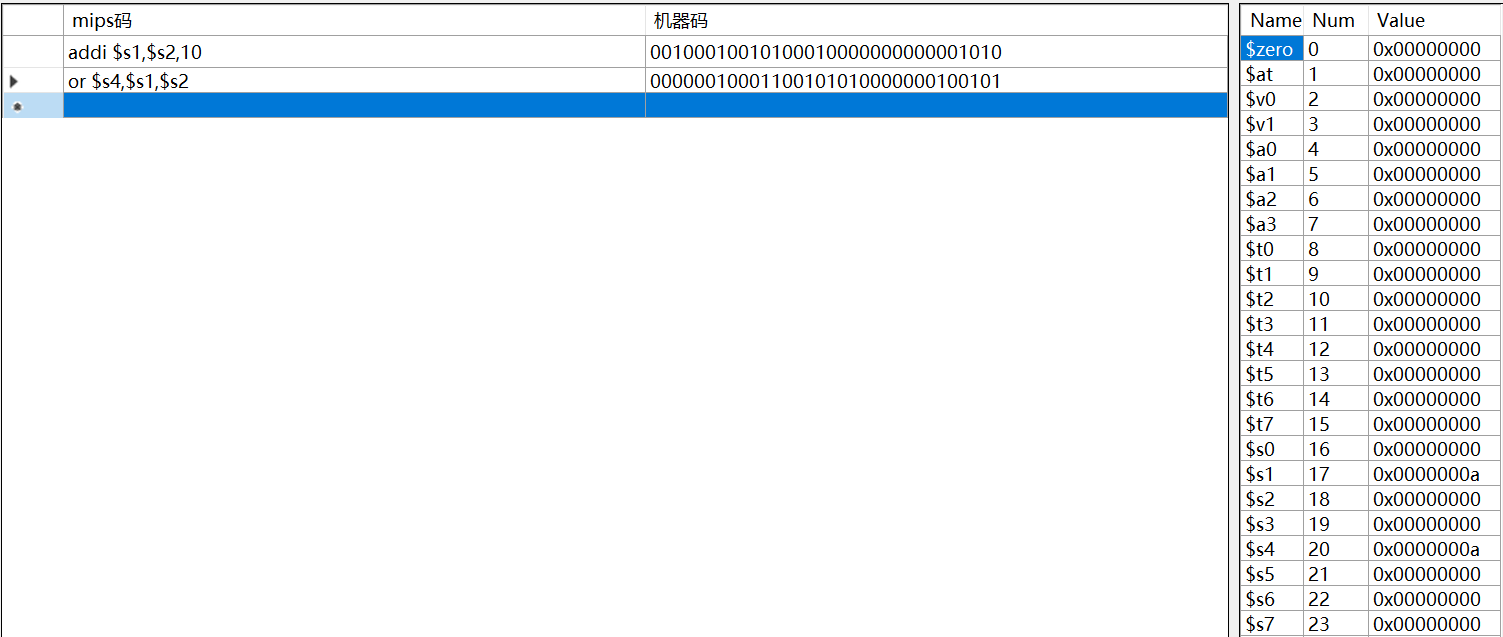 mips码 机器码
addi $s1,$s2,10 00100010010100010000000000001010
or $s4,$s1,$s2 00000010001100101010000000100101
Name Num Value
$zero 0 0x00000000
$at 1 0x00000000
$v0 2 0x00000000
$v1 3 0x00000000
$a0 4 0x00000000
$a1 5 0x00000000
$a2 6 0x00000000
$a3 7 0x00000000
$t0 8 0x00000000
$t1 9 0x00000000
$t2 10 0x00000000
$t3 11 0x00000000
$t4 12 0x00000000
$t5 13 0x00000000
$t6 14 0x00000000
$t7 15 0x00000000
$s0 16 0x00000000
$s1 17 0x0000000a
$s2 18 0x00000000
$s3 19 0x00000000
$s4 20 0x0000000a
$s5 21 0x00000000
$s6 22 0x00000000
$s7 23 0x00000000